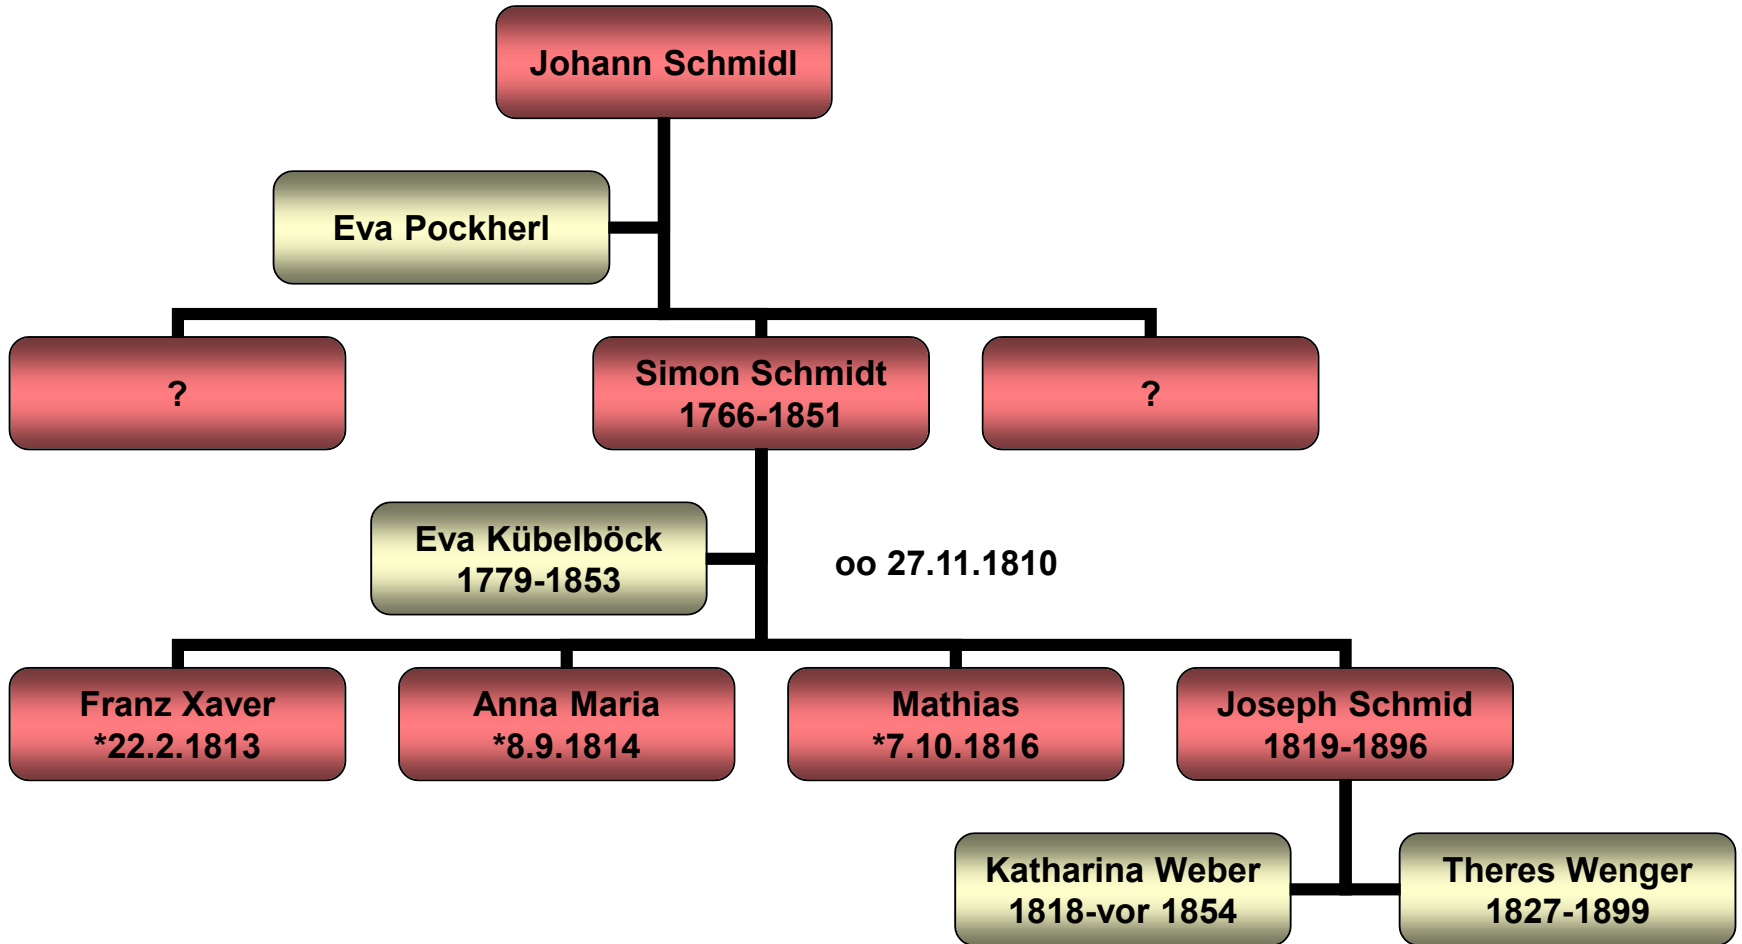 Johann Schmidl
Eva Pockherl
?
Simon Schmidt
1766-1851
?
Eva Kübelböck
1779-1853
oo 27.11.1810
Franz Xaver
*22.2.1813
Anna Maria
*8.9.1814
Mathias
*7.10.1816
Joseph Schmid
1819-1896
Katharina Weber
1818-vor 1854
Theres Wenger
1827-1899